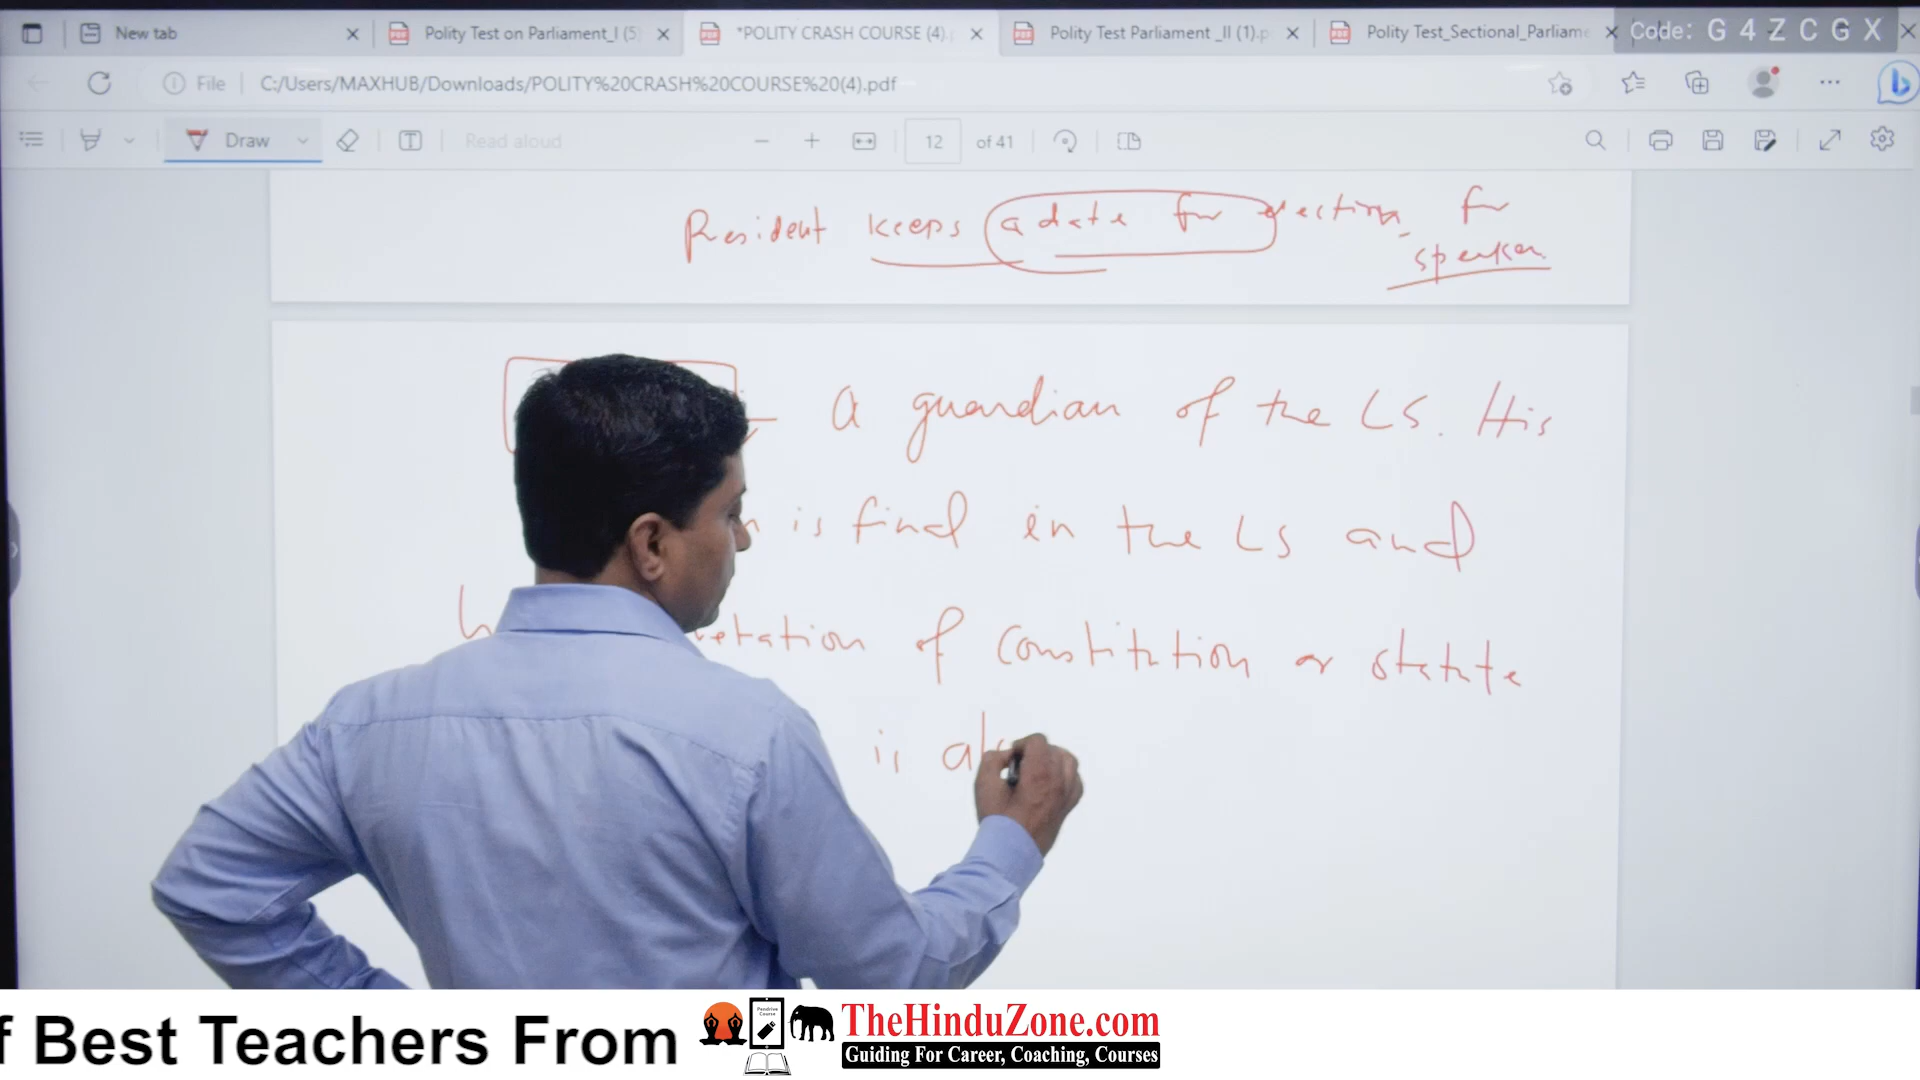 New tab
Polity Test on Parliament_I (5)
*POLITY CRASH COURSE (4).p
Polity Test Parliament _II (1).p
Polity Test_Sectional_Parliame
Code: G 4 Z C G X
File
C:/Users/MAXHUB/Downloads/POLITY%20CRASH%20COURSE%20(4).pdf
Draw
Read aloud
12 of 41
President keeps a date for election for
speaker
A guardian of the LS. His
is final in the LS and
of constitution or statute
is
f Best Teachers From
Pendrive Course
TheHinduZone.com
Guiding For Career, Coaching, Courses